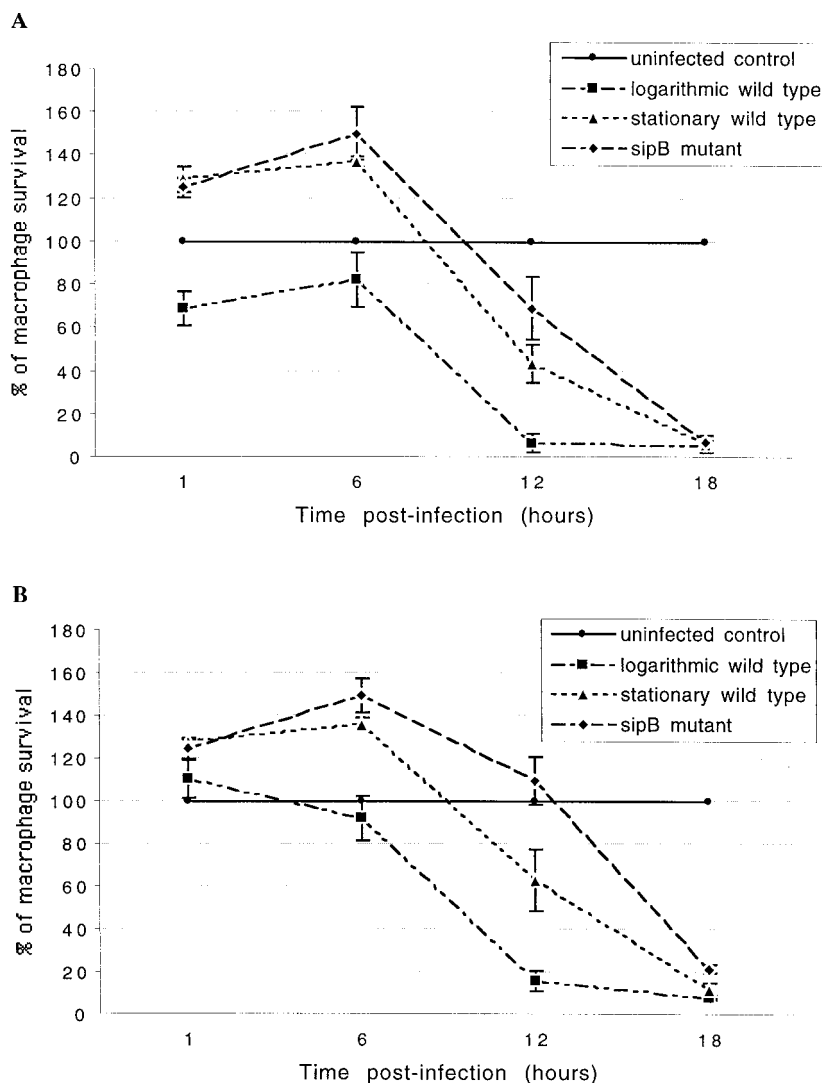 A
uninfected control
logarithmic wild type
stationary wild type
sipB mutant
180
160
140
120
100
80
60
40
20
0
% of macrophage survival
1 6 12 18
Time post-infection (hours)
B
uninfected control
logarithmic wild type
stationary wild type
sipB mutant
180
160
140
120
100
80
60
40
20
0
% of macrophage survival
1 6 12 18
Time post-infection (hours)